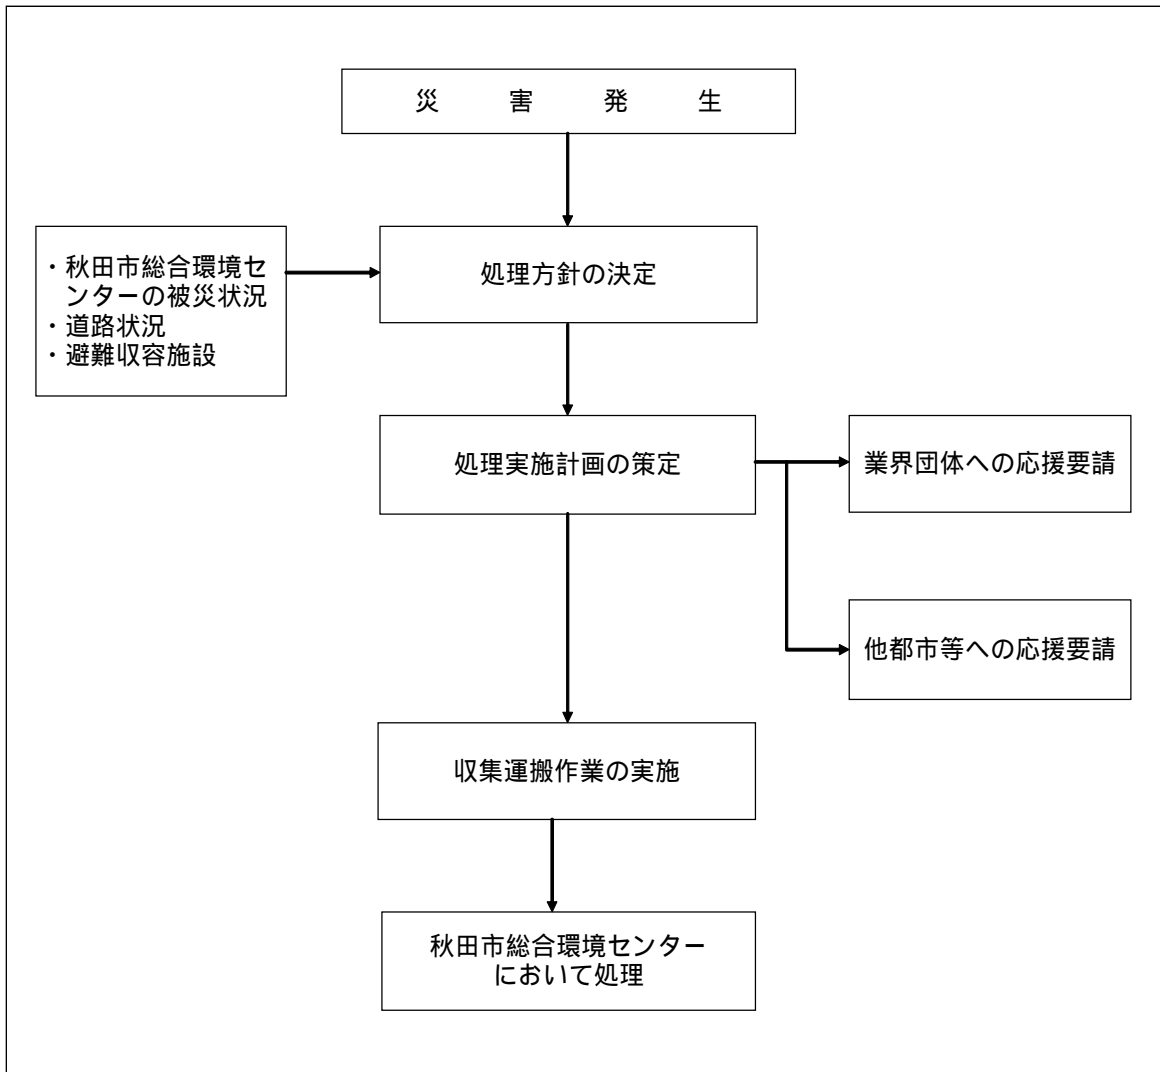 災　害　発　生
・秋田市総合環境セ
ンターの被災状況
・道路状況
・避難収容施設
処理方針の決定
処理実施計画の策定
業界団体への応援要請
他都市等への応援要請
収集運搬作業の実施
秋田市総合環境センター
において処理